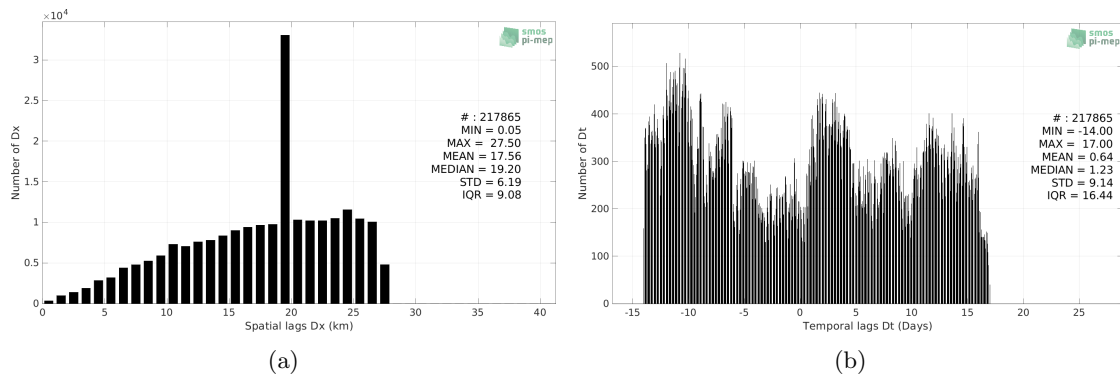 ×10⁴
3
2.5
2
1.5
1
0.5
0
Number of Dx
smos
pi-mep
# : 217865
MIN = 0.05
MAX = 27.50
MEAN = 17.56
MEDIAN = 19.20
STD = 6.19
IQR = 9.08
0 5 10 15 20 25 30 35 40
Spatial lags Dx (km)
(a)
500
400
300
200
100
0
Number of Dt
smos
pi-mep
# : 217865
MIN = -14.00
MAX = 17.00
MEAN = 0.64
MEDIAN = 1.23
STD = 9.14
IQR = 16.44
-15 -10 -5 0 5 10 15 20 25
Temporal lags Dt (Days)
(b)